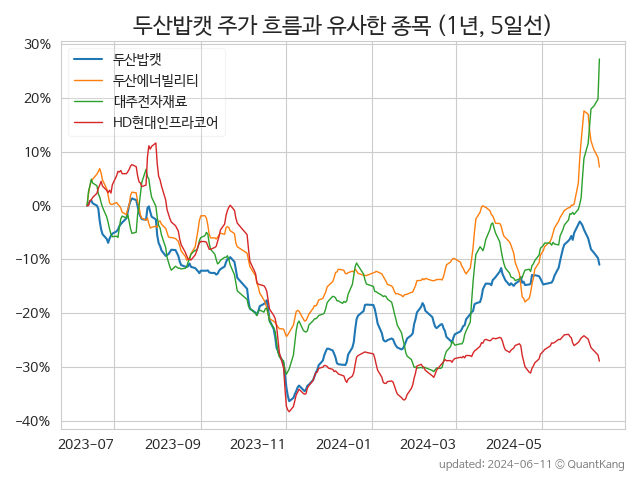 두산밥캣 주가 흐름과 유사한 종목 (1년, 5일선)
두산밥캣
두산에너빌리티
대주전자재료
HD현대인프라코어
30%
20%
10%
0%
−10%
−20%
−30%
−40%
2023−07
2023−09
2023−11
2024−01
2024−03
2024−05
updated: 2024−06−11 © QuantKang